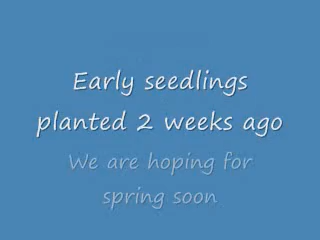 Early seedlings
planted 2 weeks ago
We are hoping for
spring soon